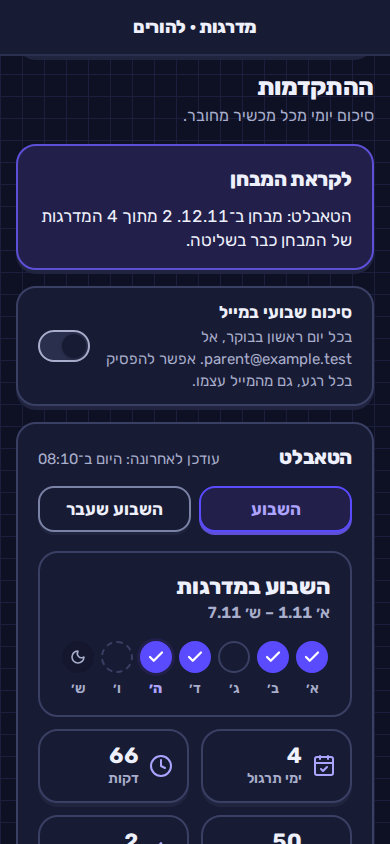 מדרגות • להורים
ההתקדמות
סיכום יומי מכל מכשיר מחובר.
לקראת המבחן
הטאבלט: מבחן ב־12.11. 2 מתוך 4 המדרגות
של המבחן כבר בשליטה.
סיכום שבועי במייל
בכל יום ראשון בבוקר, אל
parent@example.test. אפשר להפסיק
בכל רגע, גם מהמייל עצמו.
הטאבלט
עודכן לאחרונה: היום ב־08:10
השבוע
השבוע שעבר
השבוע במדרגות
א׳ 1.11 – ש׳ 7.11
א׳ ב׳ ג׳ ד׳ ה׳ ו׳ ש׳
4
ימי תרגול
66
דקות
50
2